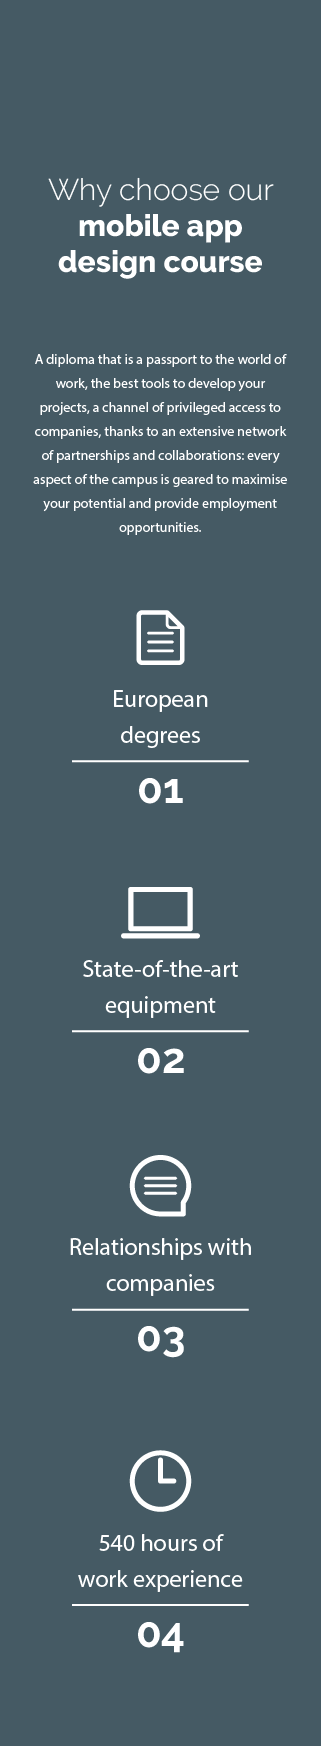 Why choose our
mobile app
design course
A diploma that is a passport to the world of
work, the best tools to develop your
projects, a channel of privileged access to
companies, thanks to an extensive network
of partnerships and collaborations: every
aspect of the campus is geared to maximise
your potential and provide employment
opportunities.
European
degrees
01
State-of-the-art
equipment
02
Relationships with
companies
03
540 hours of
work experience
04